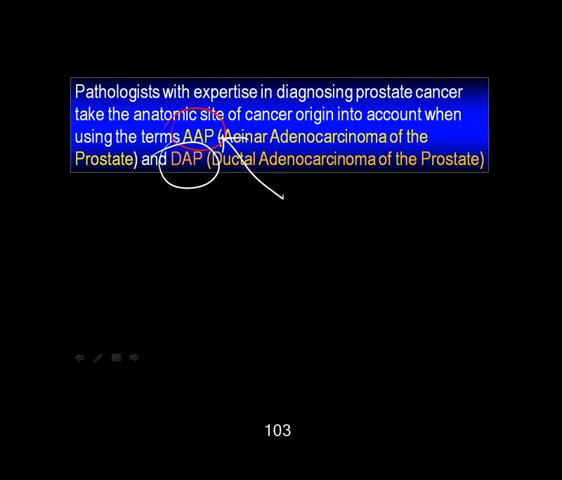 Pathologists with expertise in diagnosing prostate cancer
take the anatomic site of cancer origin into account when
using the terms AAP (Acinar Adenocarcinoma of the
Prostate) and DAP (Ductal Adenocarcinoma of the Prostate)
103